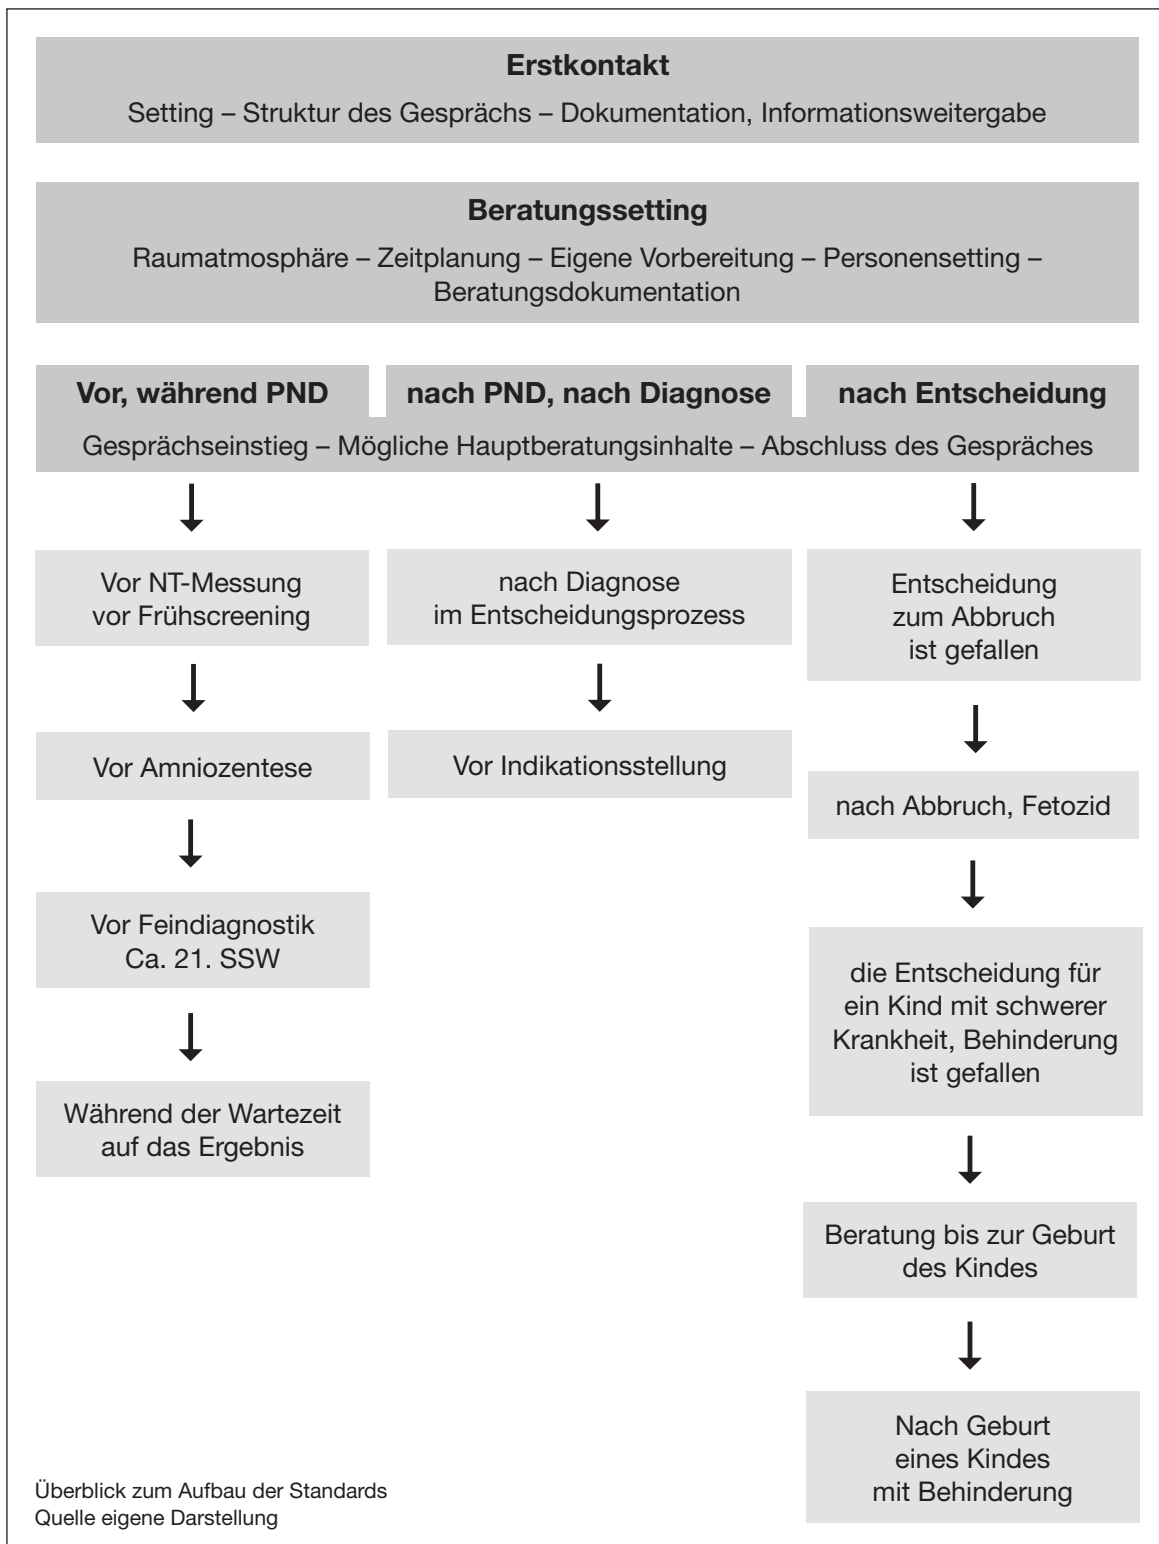 Erstkontakt
Setting – Struktur des Gesprächs – Dokumentation, Informationsweitergabe
Beratungssetting
Raumatmosphäre – Zeitplanung – Eigene Vorbereitung – Personensetting –
Beratungsdokumentation
Vor, während PND
nach PND, nach Diagnose
nach Entscheidung
Gesprächseinstieg – Mögliche Hauptberatungsinhalte – Abschluss des Gespräches
Vor NT-Messung
vor Frühscreening
Vor Amniozentese
Vor Feindiagnostik
Ca. 21. SSW
Während der Wartezeit
auf das Ergebnis
nach Diagnose
im Entscheidungsprozess
Vor Indikationsstellung
Entscheidung
zum Abbruch
ist gefallen
nach Abbruch, Fetozid
die Entscheidung für
ein Kind mit schwerer
Krankheit, Behinderung
ist gefallen
Beratung bis zur Geburt
des Kindes
Nach Geburt
eines Kindes
mit Behinderung
Überblick zum Aufbau der Standards
Quelle eigene Darstellung